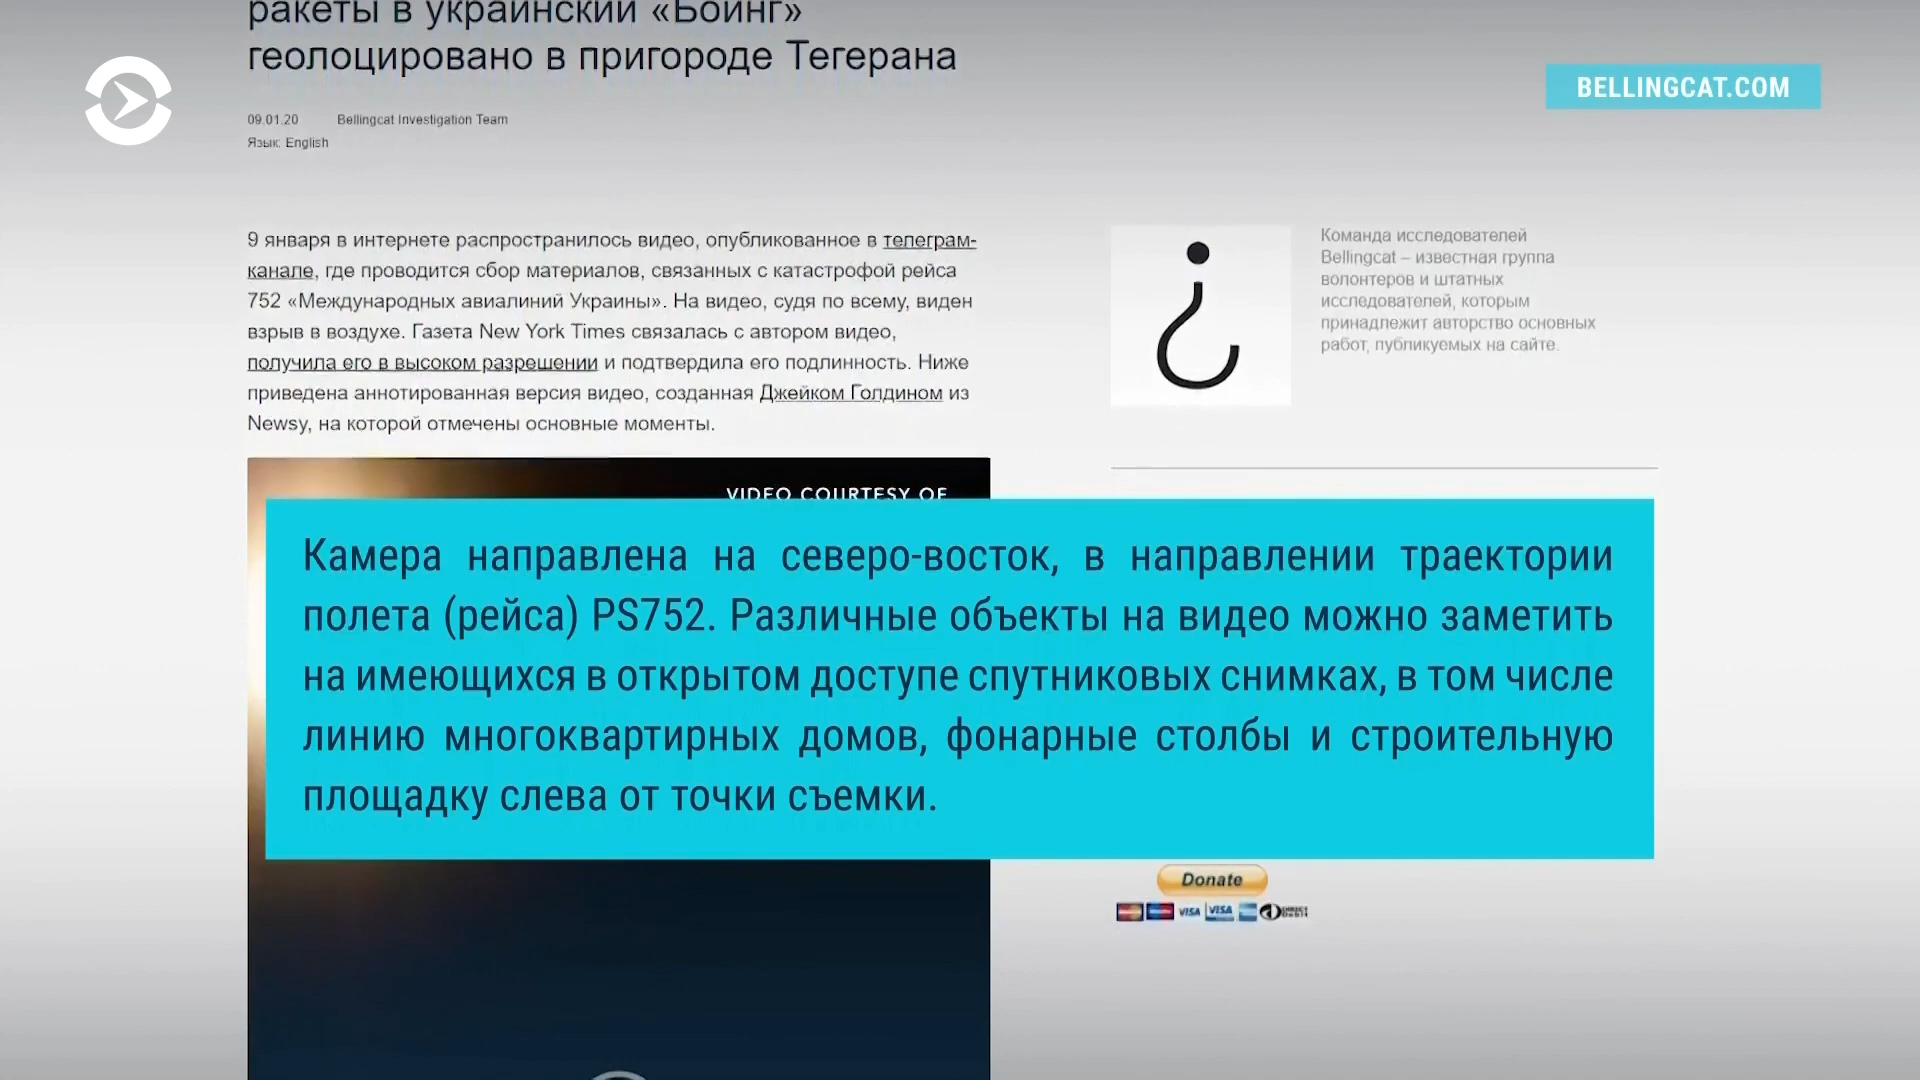 ракеты в украинский «Боинг»
геолоцировано в пригороде Тегерана
BELLINGCAT.COM
09.01.20 Bellingcat Investigation Team
Язык: English
9 января в интернете распространилось видео, опубликованное в телеграм-
канале, где проводится сбор материалов, связанных с катастрофой рейса
752 «Международных авиалиний Украины». На видео, судя по всему, виден
взрыв в воздухе. Газета New York Times связалась с автором видео,
получила его в высоком разрешении и подтвердила его подлинность. Ниже
приведена аннотированная версия видео, созданная Джейком Голдином из
Newsy, на которой отмечены основные моменты.
Команда исследователей
Bellingcat – известная группа
волонтеров и штатных
исследователей, которым
принадлежит авторство основных
работ, публикуемых на сайте.
VIDEO COURTESY OF
Камера направлена на северо-восток, в направлении траектории
полета (рейса) PS752. Различные объекты на видео можно заметить
на имеющихся в открытом доступе спутниковых снимках, в том числе
линию многоквартирных домов, фонарные столбы и строительную
площадку слева от точки съемки.
Donate
VISA VISA DIRECT Debit